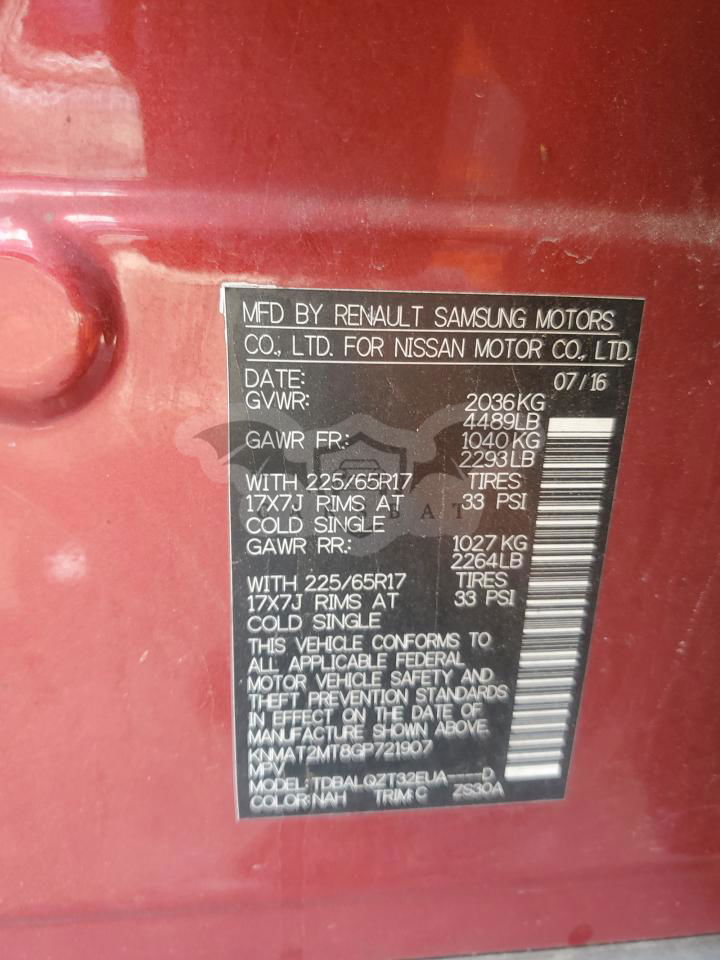 MFD BY RENAULT SAMSUNG MOTORS
CO., LTD. FOR NISSAN MOTOR CO., LTD.
DATE: 07/16
GVWR: 2036KG
4489LB
GAWR FR.: 1040KG
2293LB
WITH 225/65R17 TIRES
17X7J RIMS AT 33 PSI
COLD SINGLE
GAWR RR.: 1027KG
2264LB
WITH 225/65R17 TIRES
17X7J RIMS AT 33 PSI
COLD SINGLE
THIS VEHICLE CONFORMS TO
ALL APPLICABLE FEDERAL
MOTOR VEHICLE SAFETY AND
THEFT PREVENTION STANDARDS
IN EFFECT ON THE DATE OF
MANUFACTURE SHOWN ABOVE.
KNMAT2MT8GP721907
MPV
MODEL: TDBALQZT32EUA----D
COLOR: NAH TRIM: C ZS30A